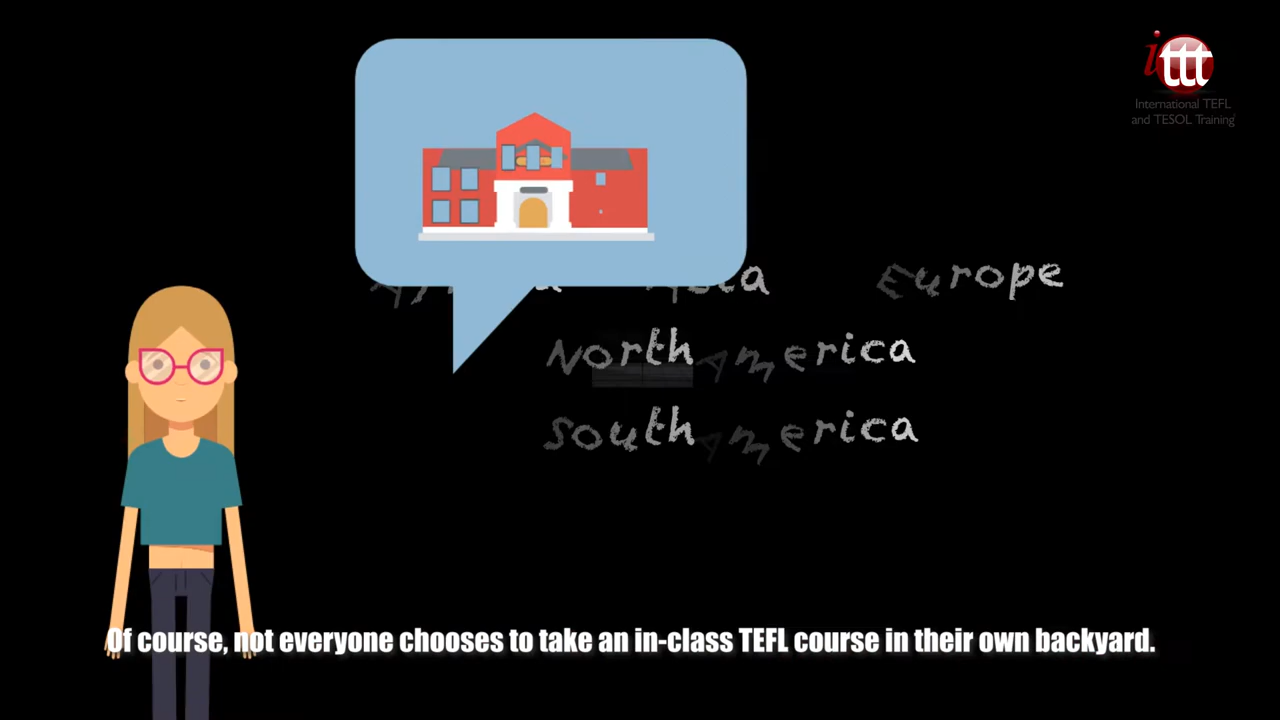 ittt
International TEFL
and TESOL Training
Europe
North America
South America
Of course, not everyone chooses to take an in-class TEFL course in their own backyard.